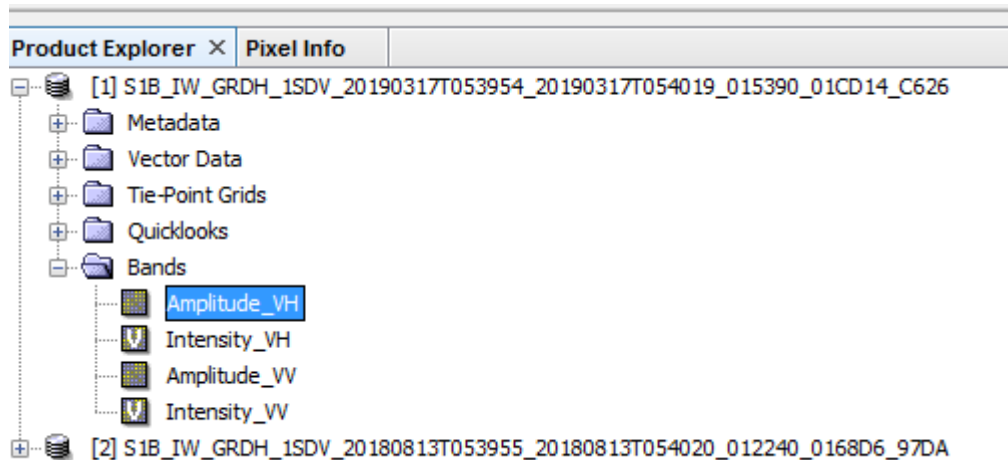 Product Explorer × Pixel Info
[1] S1B_IW_GRDH_1SDV_20190317T053954_20190317T054019_015390_01CD14_C626
Metadata
Vector Data
Tie-Point Grids
Quicklooks
Bands
Amplitude_VH
Intensity_VH
Amplitude_VV
Intensity_VV
[2] S1B_IW_GRDH_1SDV_20180813T053955_20180813T054020_012240_0168D6_97DA